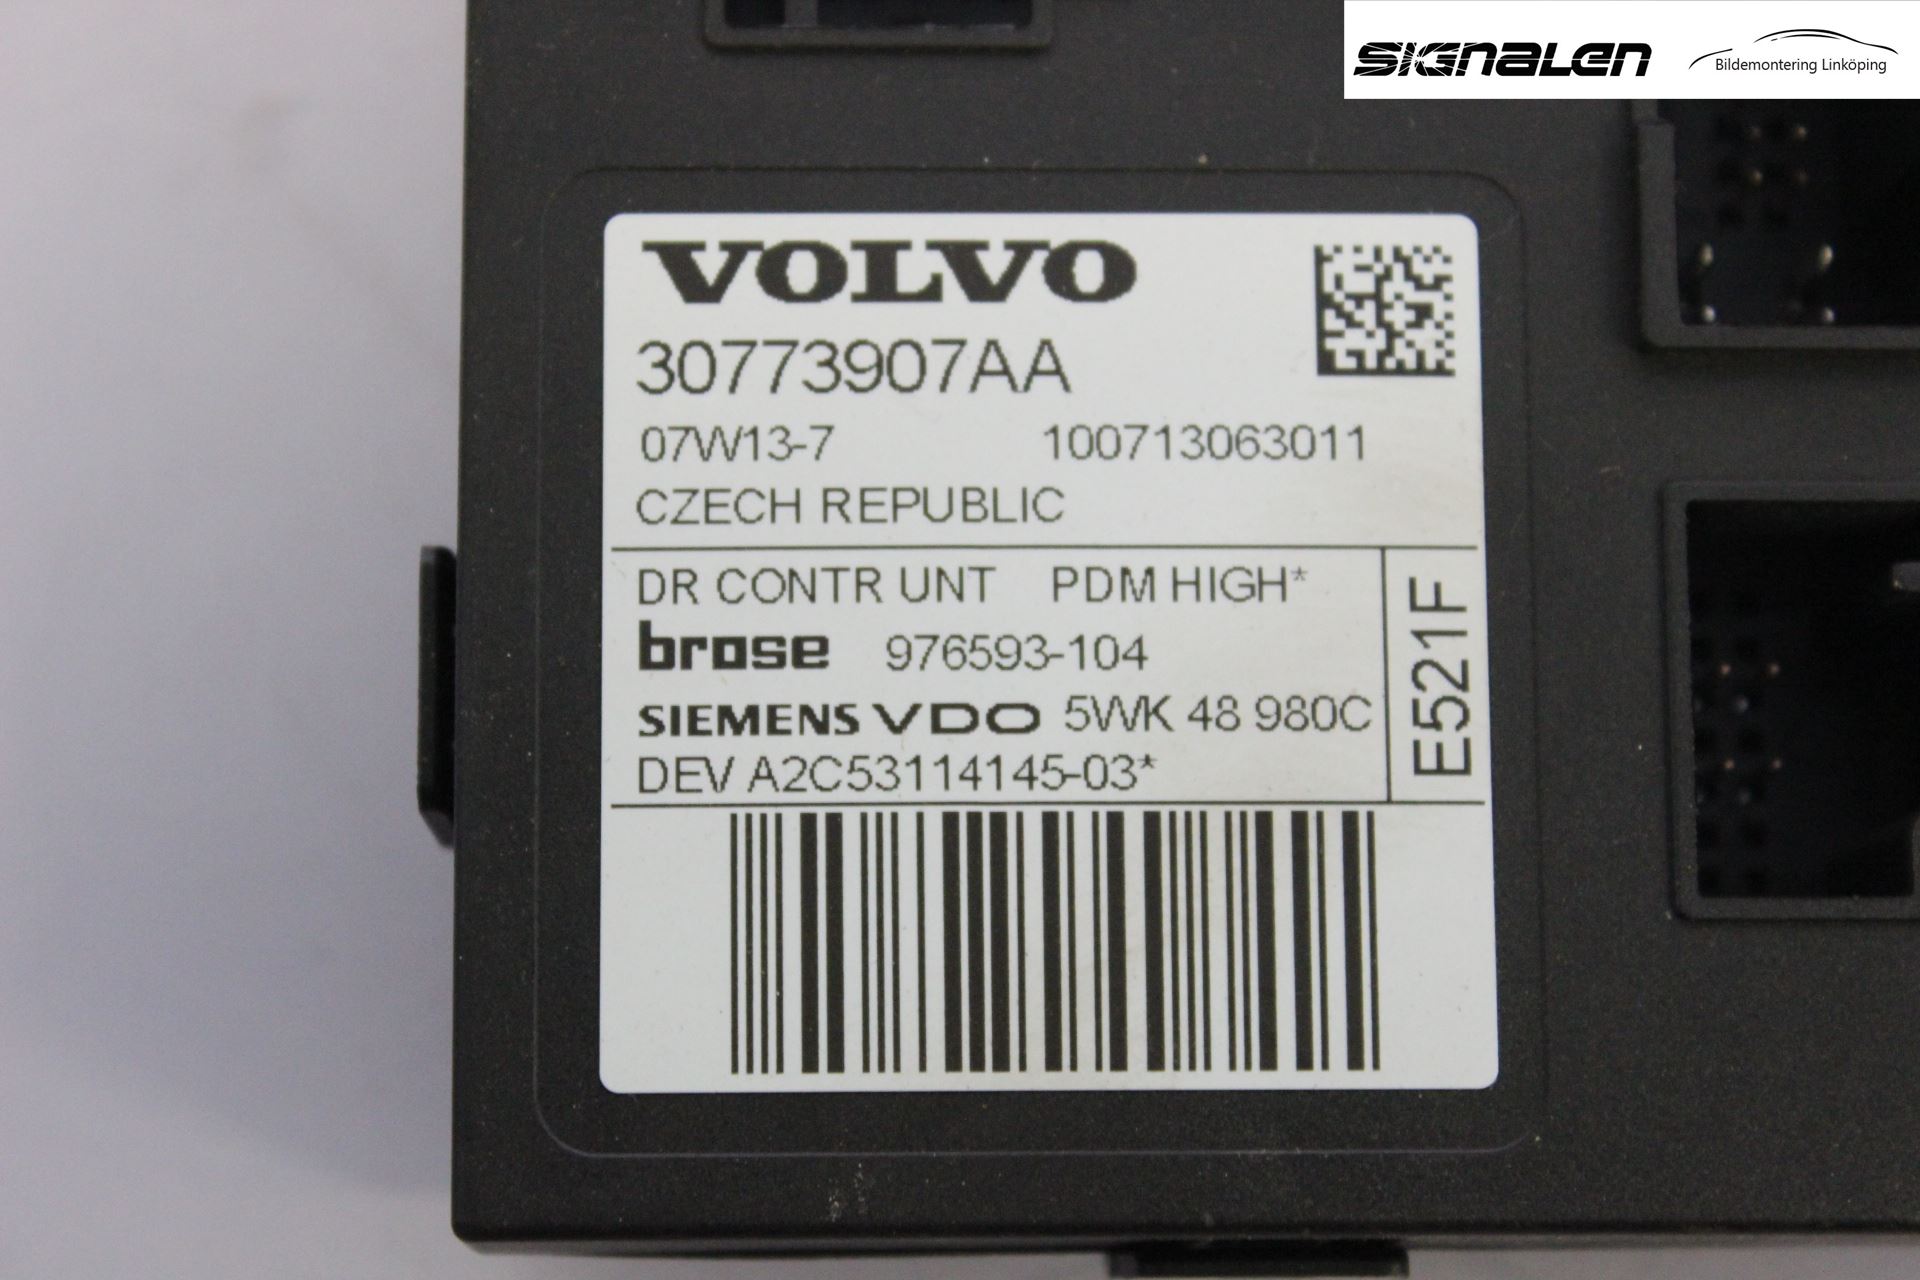 SIGNALEN
Bildemontering Linköping
VOLVO
30773907AA
07W13-7 100713063011
CZECH REPUBLIC
DR CONTR UNT PDM HIGH*
brose 976593-104
SIEMENS VDO 5WK 48 980C
DEV A2C53114145-03*
E521F